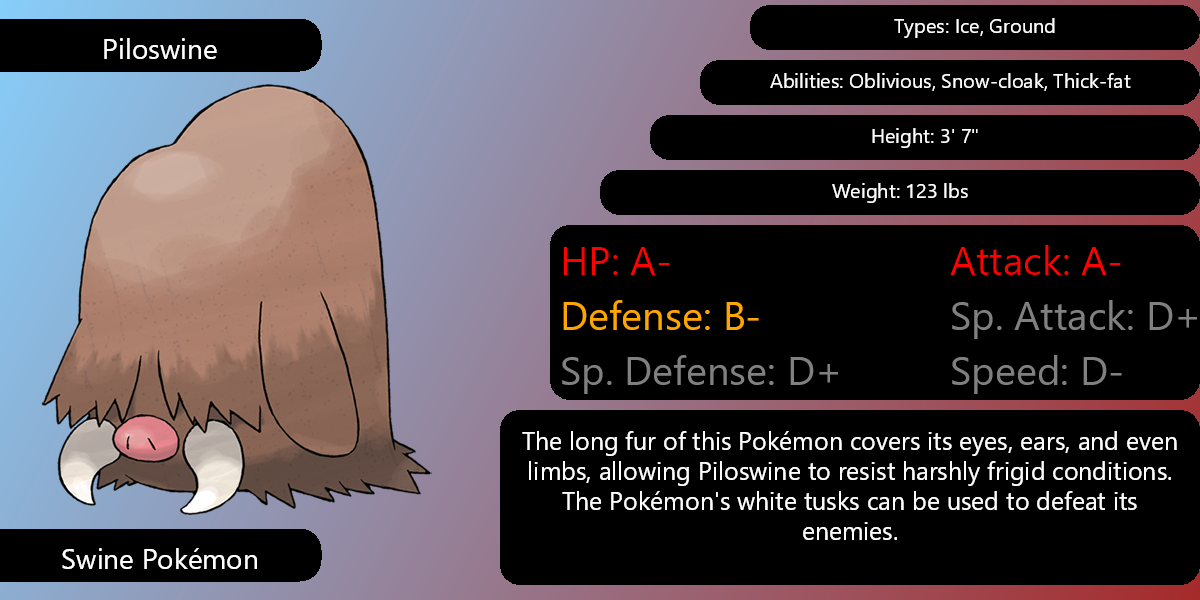 Piloswine
Types: Ice, Ground
Abilities: Oblivious, Snow-cloak, Thick-fat
Height: 3' 7"
Weight: 123 lbs
HP: A-
Attack: A-
Defense: B-
Sp. Attack: D+
Sp. Defense: D+
Speed: D-
The long fur of this Pokémon covers its eyes, ears, and even
limbs, allowing Piloswine to resist harshly frigid conditions.
The Pokémon's white tusks can be used to defeat its
enemies.
Swine Pokémon